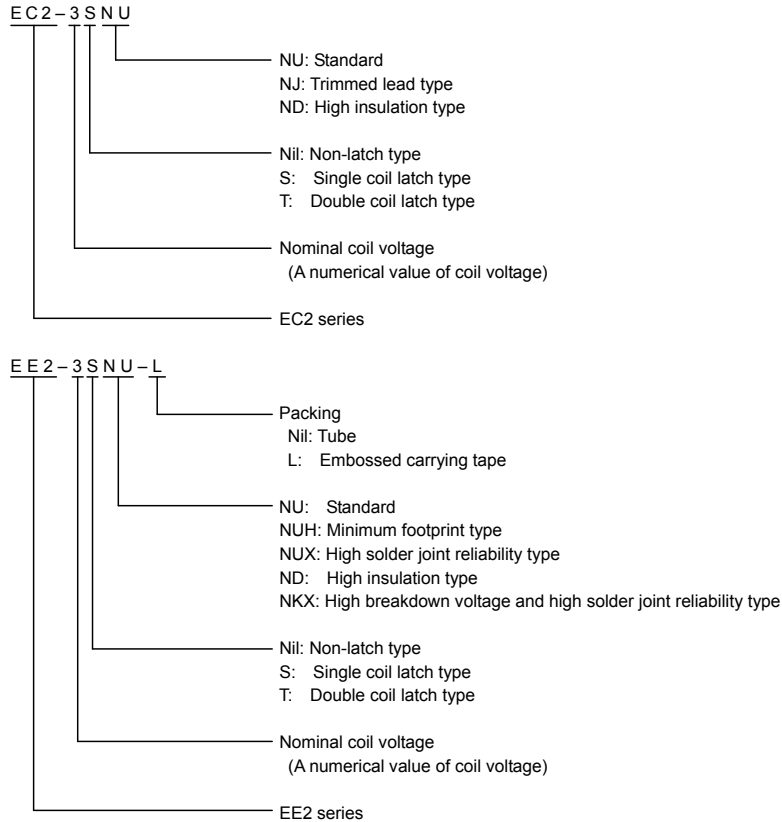 EC2-3SNU
NU: Standard
NJ: Trimmed lead type
ND: High insulation type
Nil: Non-latch type
S: Single coil latch type
T: Double coil latch type
Nominal coil voltage
(A numerical value of coil voltage)
EC2 series
EE2-3SNU-L
Packing
Nil: Tube
L: Embossed carrying tape
NU: Standard
NUH: Minimum footprint type
NUX: High solder joint reliability type
ND: High insulation type
NKX: High breakdown voltage and high solder joint reliability type
Nil: Non-latch type
S: Single coil latch type
T: Double coil latch type
Nominal coil voltage
(A numerical value of coil voltage)
EE2 series